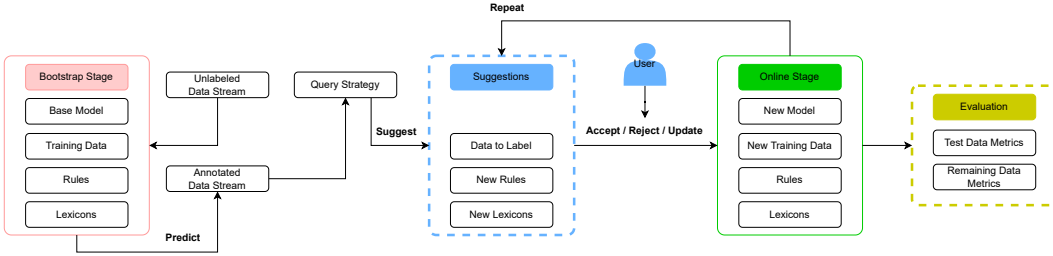 Repeat
Bootstrap Stage
Base Model
Training Data
Rules
Lexicons
Predict
Unlabeled
Data Stream
Annotated
Data Stream
Query Strategy
Suggest
Suggestions
Data to Label
New Rules
New Lexicons
User
Accept / Reject / Update
Online Stage
New Model
New Training Data
Rules
Lexicons
Evaluation
Test Data Metrics
Remaining Data
Metrics